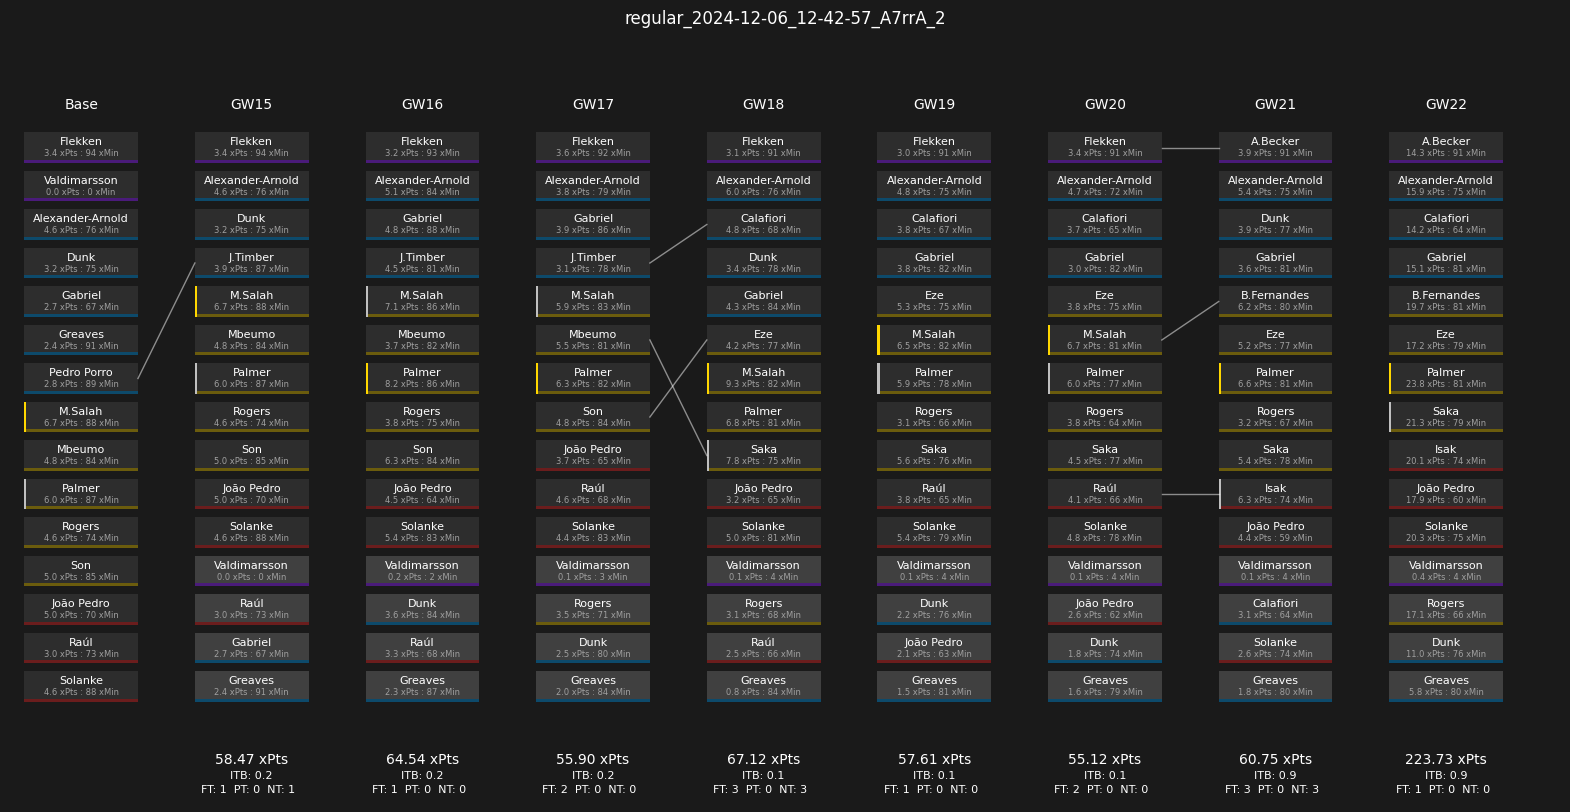 regular_2024-12-06_12-42-57_A7rrA_2
Base
Flekken
3.4 xPts : 94 xMin
Valdimarsson
0.0 xPts : 0 xMin
Alexander-Arnold
4.6 xPts : 76 xMin
Dunk
3.2 xPts : 75 xMin
Gabriel
2.7 xPts : 67 xMin
Greaves
2.4 xPts : 91 xMin
Pedro Porro
2.8 xPts : 89 xMin
M.Salah
6.7 xPts : 88 xMin
Mbeumo
4.8 xPts : 84 xMin
Palmer
6.0 xPts : 87 xMin
Rogers
4.6 xPts : 74 xMin
Son
5.0 xPts : 85 xMin
João Pedro
5.0 xPts : 70 xMin
Raúl
3.0 xPts : 73 xMin
Solanke
4.6 xPts : 88 xMin
GW15
Flekken
3.4 xPts : 94 xMin
Alexander-Arnold
4.6 xPts : 76 xMin
Dunk
3.2 xPts : 75 xMin
J.Timber
3.9 xPts : 87 xMin
M.Salah
6.7 xPts : 88 xMin
Mbeumo
4.8 xPts : 84 xMin
Palmer
6.0 xPts : 87 xMin
Rogers
4.6 xPts : 74 xMin
Son
5.0 xPts : 85 xMin
João Pedro
5.0 xPts : 70 xMin
Solanke
4.6 xPts : 88 xMin
Valdimarsson
0.0 xPts : 0 xMin
Raúl
3.0 xPts : 73 xMin
Gabriel
2.7 xPts : 67 xMin
Greaves
2.4 xPts : 91 xMin
58.47 xPts
ITB: 0.2
FT: 1 PT: 0 NT: 1
GW16
Flekken
3.2 xPts : 93 xMin
Alexander-Arnold
5.1 xPts : 84 xMin
Gabriel
4.8 xPts : 88 xMin
J.Timber
4.5 xPts : 81 xMin
M.Salah
7.1 xPts : 86 xMin
Mbeumo
3.7 xPts : 82 xMin
Palmer
8.2 xPts : 86 xMin
Rogers
3.8 xPts : 75 xMin
Son
6.3 xPts : 84 xMin
João Pedro
4.5 xPts : 64 xMin
Solanke
5.4 xPts : 83 xMin
Valdimarsson
0.2 xPts : 2 xMin
Dunk
3.6 xPts : 84 xMin
Raúl
3.3 xPts : 68 xMin
Greaves
2.3 xPts : 87 xMin
64.54 xPts
ITB: 0.2
FT: 1 PT: 0 NT: 0
GW17
Flekken
3.6 xPts : 92 xMin
Alexander-Arnold
3.8 xPts : 79 xMin
Gabriel
3.9 xPts : 86 xMin
J.Timber
3.1 xPts : 78 xMin
M.Salah
5.9 xPts : 83 xMin
Mbeumo
5.5 xPts : 81 xMin
Palmer
6.3 xPts : 82 xMin
Son
4.8 xPts : 84 xMin
João Pedro
3.7 xPts : 65 xMin
Raúl
4.6 xPts : 68 xMin
Solanke
4.4 xPts : 83 xMin
Valdimarsson
0.1 xPts : 3 xMin
Rogers
3.5 xPts : 71 xMin
Dunk
2.5 xPts : 80 xMin
Greaves
2.0 xPts : 84 xMin
55.90 xPts
ITB: 0.2
FT: 2 PT: 0 NT: 0
GW18
Flekken
3.1 xPts : 91 xMin
Alexander-Arnold
6.0 xPts : 76 xMin
Calafiori
4.8 xPts : 68 xMin
Dunk
3.4 xPts : 78 xMin
Gabriel
4.3 xPts : 84 xMin
Eze
4.2 xPts : 77 xMin
M.Salah
9.3 xPts : 82 xMin
Palmer
6.8 xPts : 81 xMin
Saka
7.8 xPts : 75 xMin
João Pedro
3.2 xPts : 65 xMin
Solanke
5.0 xPts : 81 xMin
Valdimarsson
0.1 xPts : 4 xMin
Rogers
3.1 xPts : 68 xMin
Raúl
2.5 xPts : 66 xMin
Greaves
0.8 xPts : 84 xMin
67.12 xPts
ITB: 0.1
FT: 3 PT: 0 NT: 3
GW19
Flekken
3.0 xPts : 91 xMin
Alexander-Arnold
4.8 xPts : 75 xMin
Calafiori
3.8 xPts : 67 xMin
Gabriel
3.8 xPts : 82 xMin
Eze
5.3 xPts : 75 xMin
M.Salah
6.5 xPts : 82 xMin
Palmer
5.9 xPts : 78 xMin
Rogers
3.1 xPts : 66 xMin
Saka
5.6 xPts : 76 xMin
Raúl
3.8 xPts : 65 xMin
Solanke
5.4 xPts : 79 xMin
Valdimarsson
0.1 xPts : 4 xMin
Dunk
2.2 xPts : 76 xMin
João Pedro
2.1 xPts : 63 xMin
Greaves
1.5 xPts : 81 xMin
57.61 xPts
ITB: 0.1
FT: 1 PT: 0 NT: 0
GW20
Flekken
3.4 xPts : 91 xMin
Alexander-Arnold
4.7 xPts : 72 xMin
Calafiori
3.7 xPts : 65 xMin
Gabriel
3.0 xPts : 82 xMin
Eze
3.8 xPts : 75 xMin
M.Salah
6.7 xPts : 81 xMin
Palmer
6.0 xPts : 77 xMin
Rogers
3.8 xPts : 64 xMin
Saka
4.5 xPts : 77 xMin
Raúl
4.1 xPts : 66 xMin
Solanke
4.8 xPts : 78 xMin
Valdimarsson
0.1 xPts : 4 xMin
João Pedro
2.6 xPts : 62 xMin
Dunk
1.8 xPts : 74 xMin
Greaves
1.6 xPts : 79 xMin
55.12 xPts
ITB: 0.1
FT: 2 PT: 0 NT: 0
GW21
A.Becker
3.9 xPts : 91 xMin
Alexander-Arnold
5.4 xPts : 75 xMin
Dunk
3.9 xPts : 77 xMin
Gabriel
3.6 xPts : 81 xMin
B.Fernandes
6.2 xPts : 80 xMin
Eze
5.2 xPts : 77 xMin
Palmer
6.6 xPts : 81 xMin
Rogers
3.2 xPts : 67 xMin
Saka
5.4 xPts : 78 xMin
Isak
6.3 xPts : 74 xMin
João Pedro
4.4 xPts : 59 xMin
Valdimarsson
0.1 xPts : 4 xMin
Calafiori
3.1 xPts : 64 xMin
Solanke
2.6 xPts : 74 xMin
Greaves
1.8 xPts : 80 xMin
60.75 xPts
ITB: 0.9
FT: 3 PT: 0 NT: 3
GW22
A.Becker
14.3 xPts : 91 xMin
Alexander-Arnold
15.9 xPts : 75 xMin
Calafiori
14.2 xPts : 64 xMin
Gabriel
15.1 xPts : 81 xMin
B.Fernandes
19.7 xPts : 81 xMin
Eze
17.2 xPts : 79 xMin
Palmer
23.8 xPts : 81 xMin
Saka
21.3 xPts : 79 xMin
Isak
20.1 xPts : 74 xMin
João Pedro
17.9 xPts : 60 xMin
Solanke
20.3 xPts : 75 xMin
Valdimarsson
0.4 xPts : 4 xMin
Rogers
17.1 xPts : 66 xMin
Dunk
11.0 xPts : 76 xMin
Greaves
5.8 xPts : 80 xMin
223.73 xPts
ITB: 0.9
FT: 1 PT: 0 NT: 0